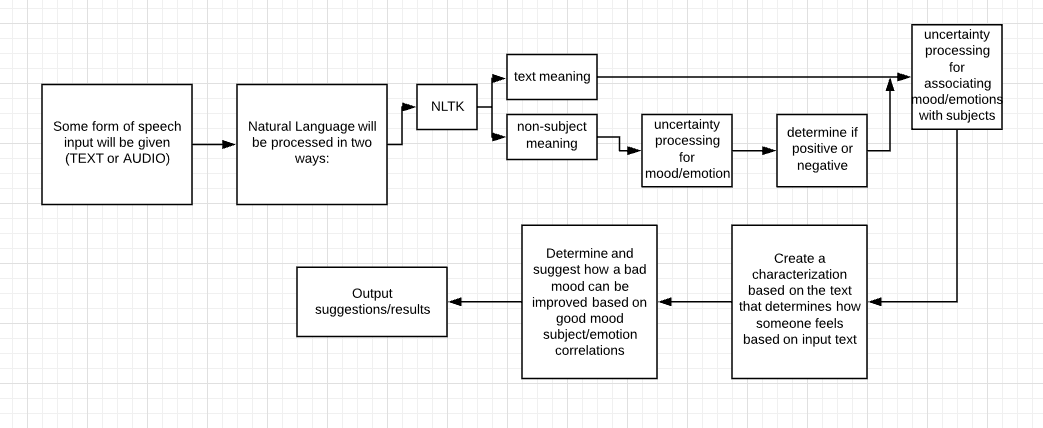 Some form of speech
input will be given
(TEXT or AUDIO)
Natural Language will
be processed in two
ways:
NLTK
text meaning
non-subject
meaning
uncertainty
processing
for
mood/emotion
determine if
positive or
negative
uncertainty
processing
for
associating
mood/emotions
with subjects
Create a
characterization
based on the text
that determines how
someone feels
based on input text
Determine and
suggest how a bad
mood can be
improved based on
good mood
subject/emotion
correlations
Output
suggestions/results